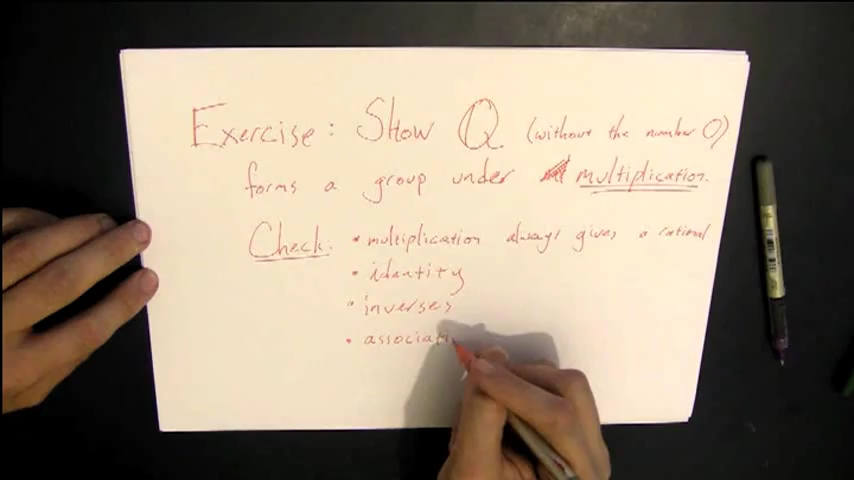 Exercise: Show Q (without the number 0)
forms a group under multiplication.
Check: • multiplication always gives a rational
• identity
• inverses
• associati